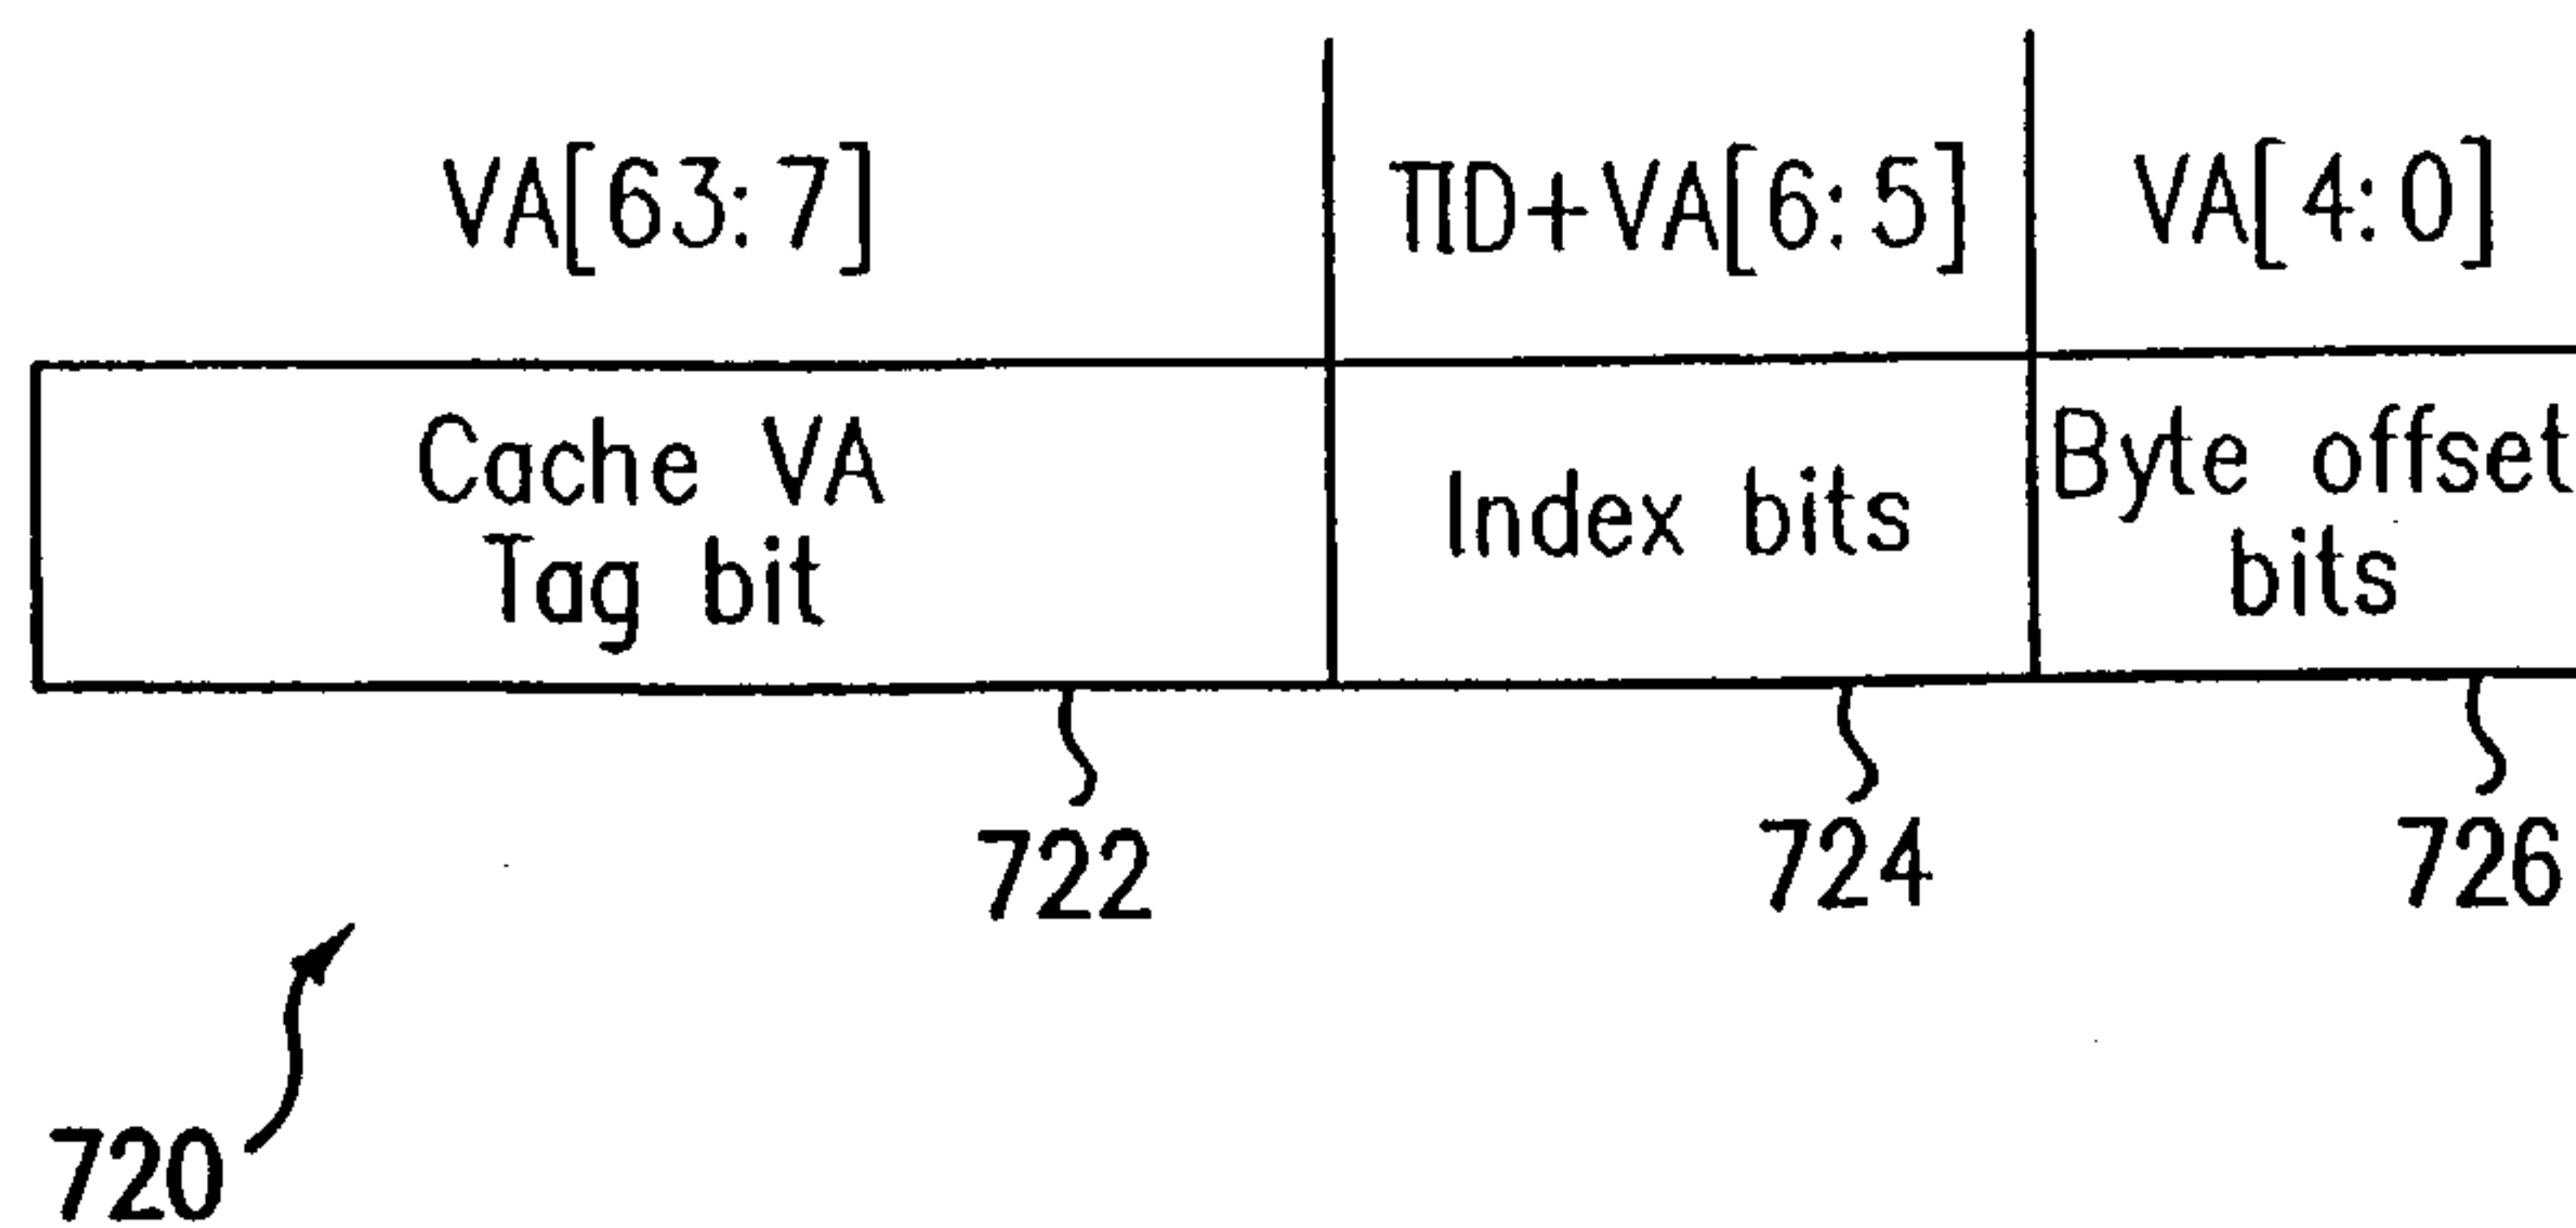 VA[63:7]
ΠD+VA[6:5]
VA[4:0]
Cache VA
Tag bit
Index bits
Byte offset
bits
722
724
726
720